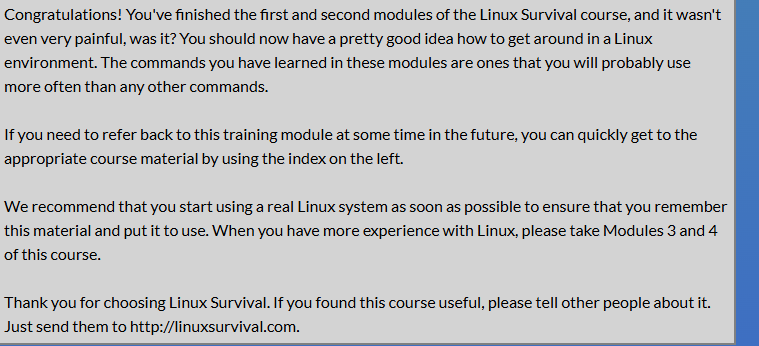 Congratulations! You've finished the first and second modules of the Linux Survival course, and it wasn't
even very painful, was it? You should now have a pretty good idea how to get around in a Linux
environment. The commands you have learned in these modules are ones that you will probably use
more often than any other commands.
If you need to refer back to this training module at some time in the future, you can quickly get to the
appropriate course material by using the index on the left.
We recommend that you start using a real Linux system as soon as possible to ensure that you remember
this material and put it to use. When you have more experience with Linux, please take Modules 3 and 4
of this course.
Thank you for choosing Linux Survival. If you found this course useful, please tell other people about it.
Just send them to http://linuxsurvival.com.